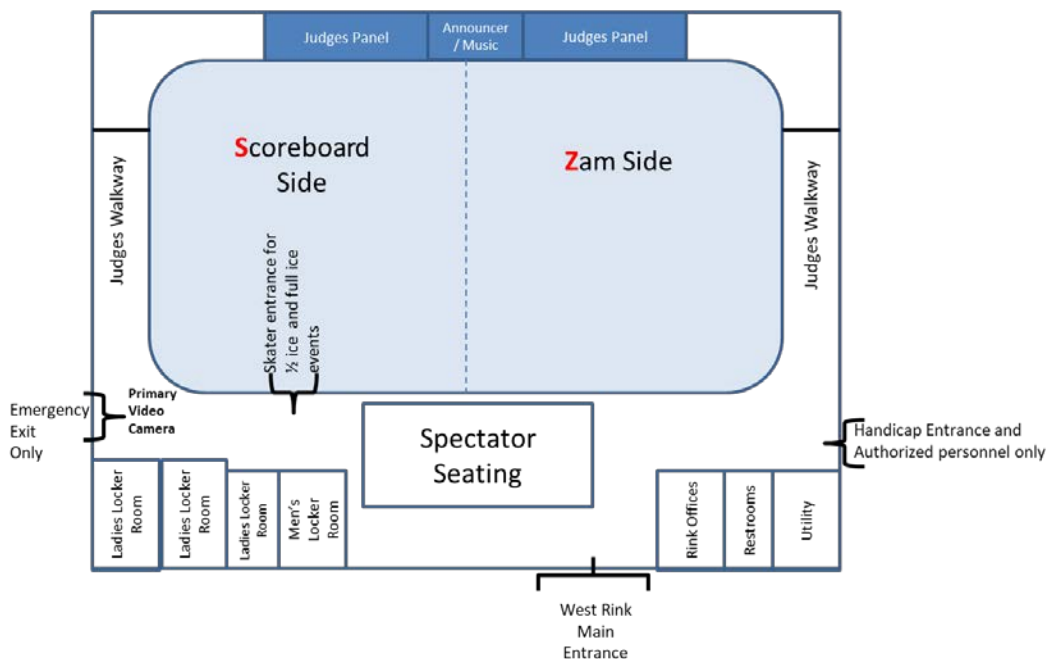 Judges Panel
Announcer
/ Music
Judges Panel
Scoreboard
Side
Zam Side
Judges Walkway
Judges Walkway
Skater entrance for
½ ice and full ice
events
Emergency
Exit
Only
Primary
Video
Camera
Spectator
Seating
Handicap Entrance and
Authorized personnel only
Ladies Locker
Room
Ladies Locker
Room
Ladies Locker
Room
Men's
Locker
Room
Rink Offices
Restrooms
Utility
West Rink
Main
Entrance